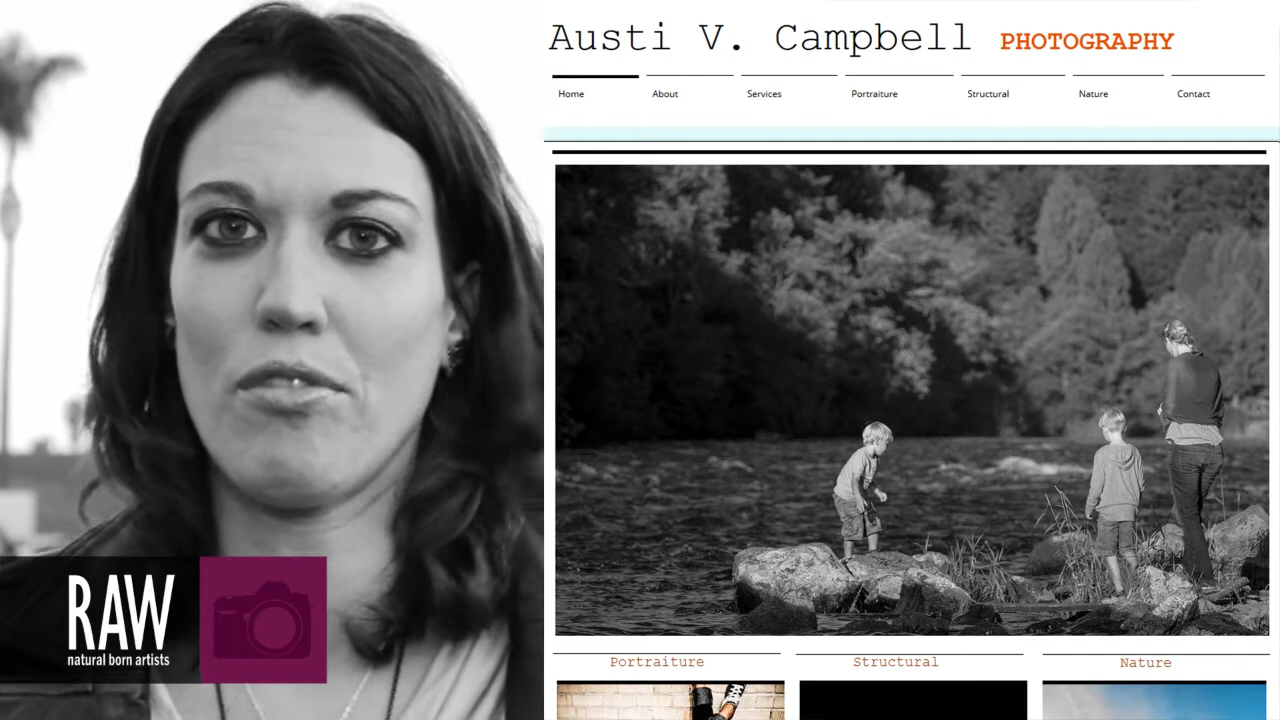 RAW
natural born artists
Austi V. Campbell PHOTOGRAPHY
Home About Services Portraiture Structural Nature Contact
Portraiture Structural Nature